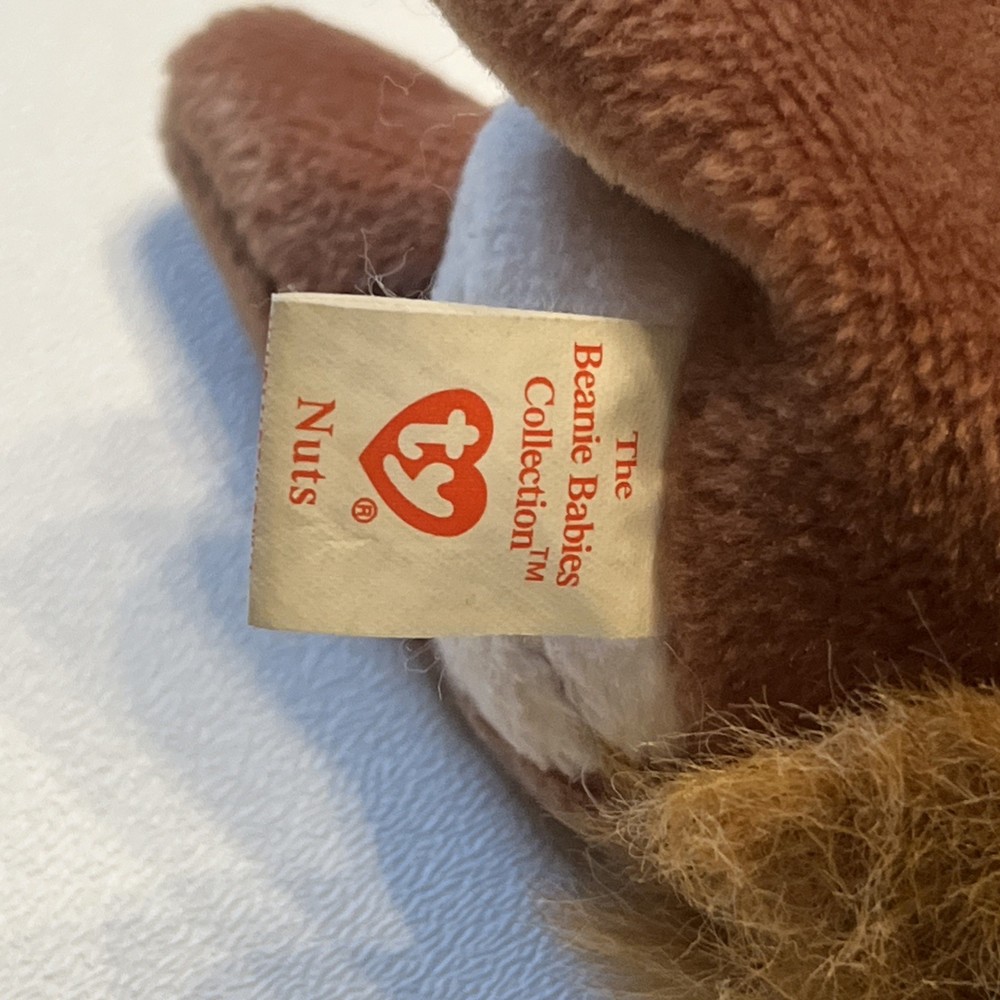 The
Beanie Babies
Collection™
ty®
Nuts